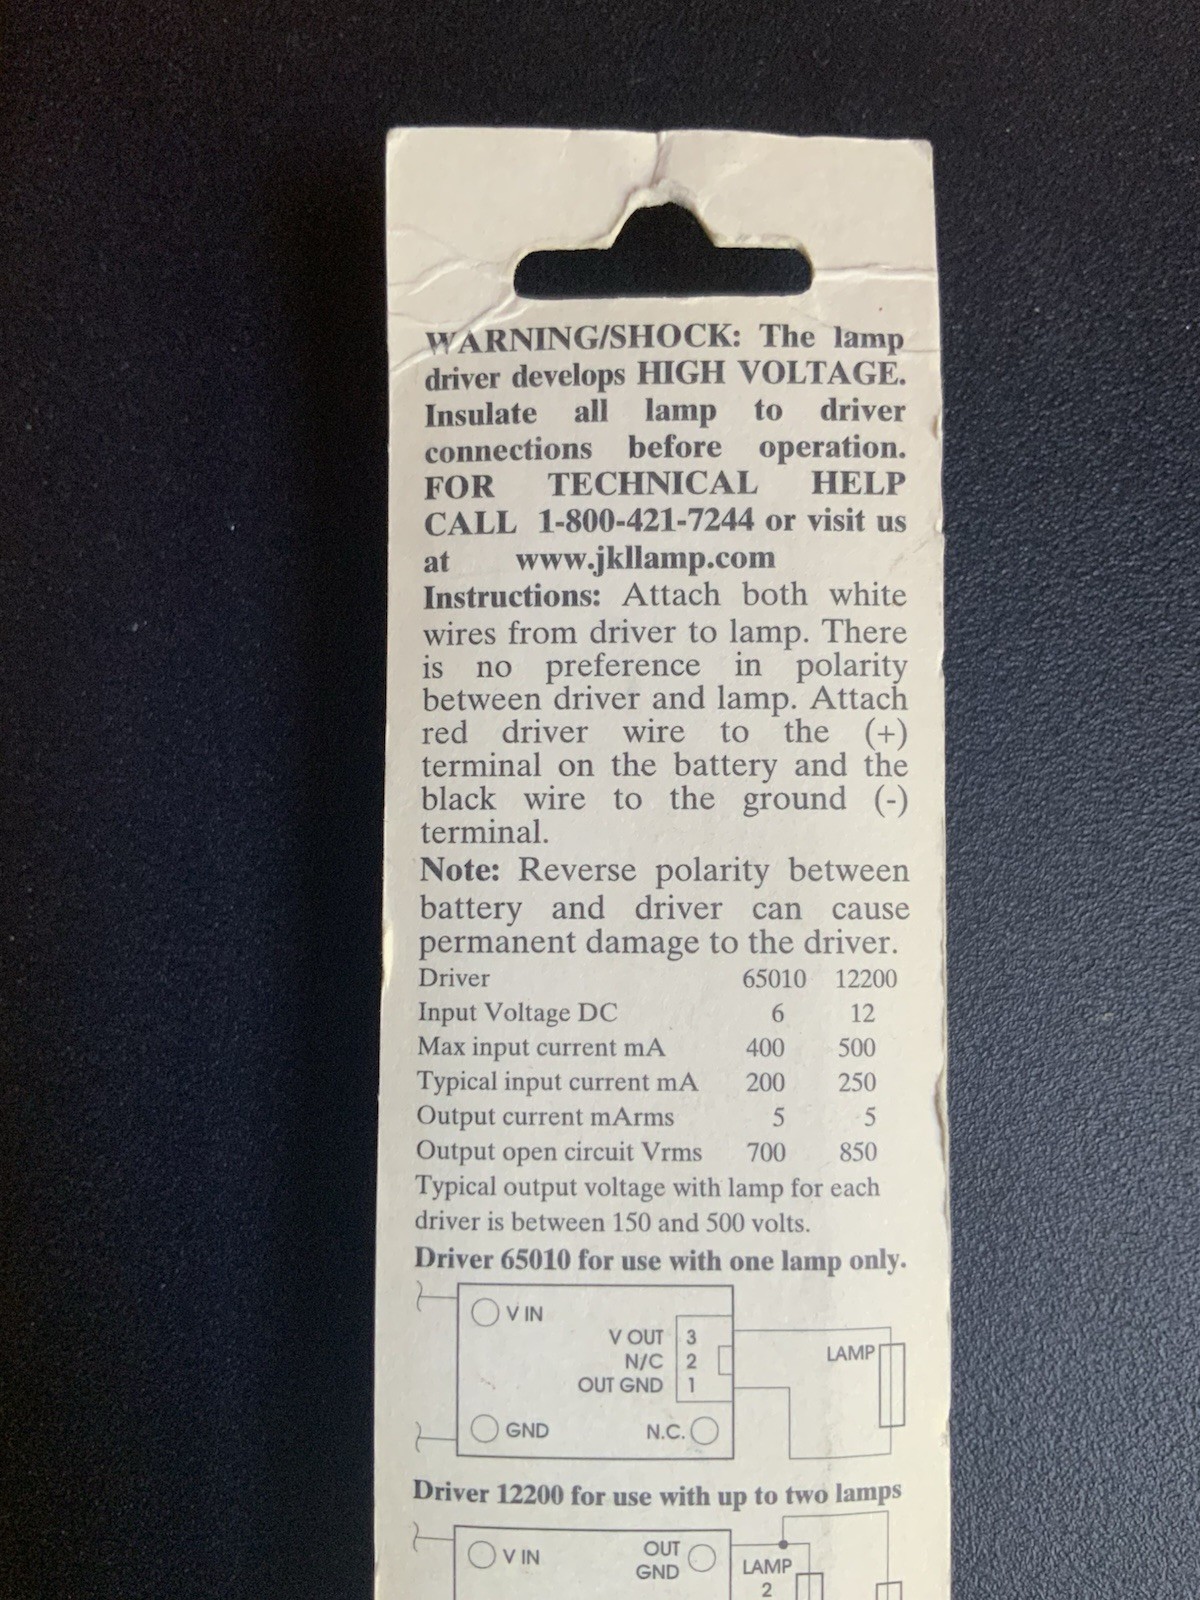 WARNING/SHOCK: The lamp
driver develops HIGH VOLTAGE.
Insulate all lamp to driver
connections before operation.
FOR TECHNICAL HELP
CALL 1-800-421-7244 or visit us
at www.jkllamp.com
Instructions: Attach both white
wires from driver to lamp. There
is no preference in polarity
between driver and lamp. Attach
red driver wire to the (+)
terminal on the battery and the
black wire to the ground (-)
terminal.
Note: Reverse polarity between
battery and driver can cause
permanent damage to the driver.
Driver 65010 12200
Input Voltage DC 6 12
Max input current mA 400 500
Typical input current mA 200 250
Output current mArms 5 5
Output open circuit Vrms 700 850
Typical output voltage with lamp for each
driver is between 150 and 500 volts.
Driver 65010 for use with one lamp only.
V IN
V OUT 3
N/C 2
OUT GND 1
LAMP
GND
N.C.
Driver 12200 for use with up to two lamps
V IN
OUT
GND
LAMP
2